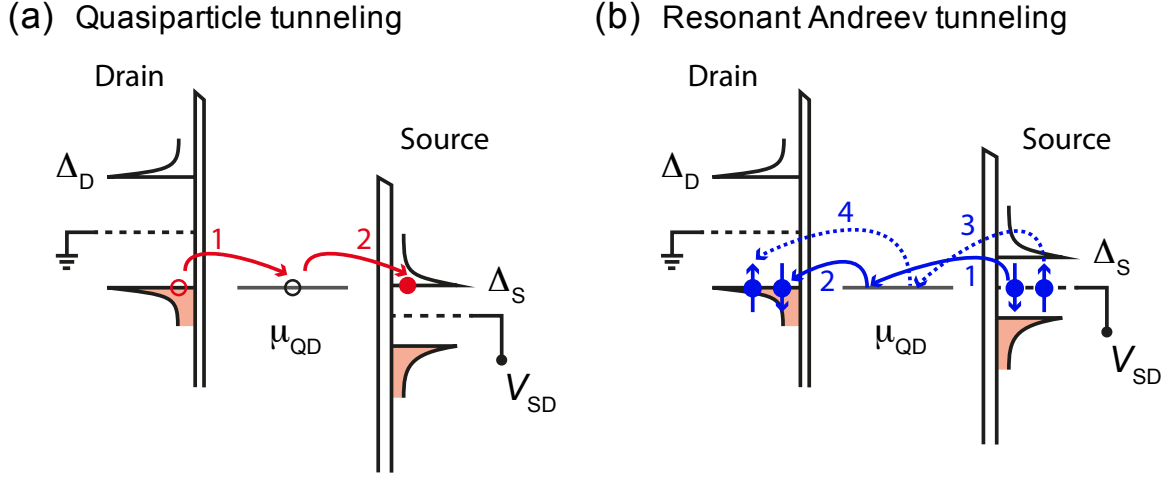 (a) Quasiparticle tunneling
Drain
Source
Δ_D
1
2
Δ_S
μ_QD
V_SD
(b) Resonant Andreev tunneling
Drain
Source
Δ_D
4
3
2
1
Δ_S
μ_QD
V_SD